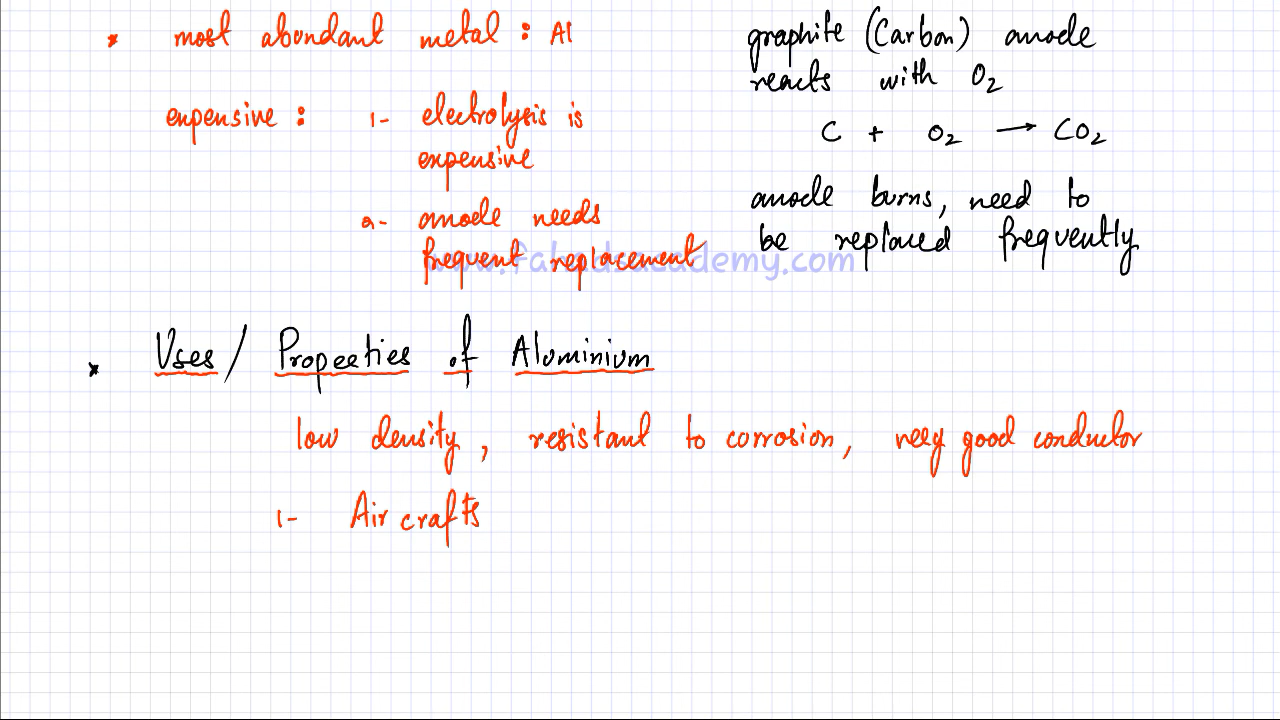 * most abundant metal : Al
expensive : 1- electrolysis is
expensive
2- anode needs
frequent replacement
graphite (Carbon) anode
reacts with O₂
C + O₂ → CO₂
anode burns, need to
be replaced frequently
* Uses / Properties of Aluminium
low density, resistant to corrosion, very good conductor
1- Air crafts